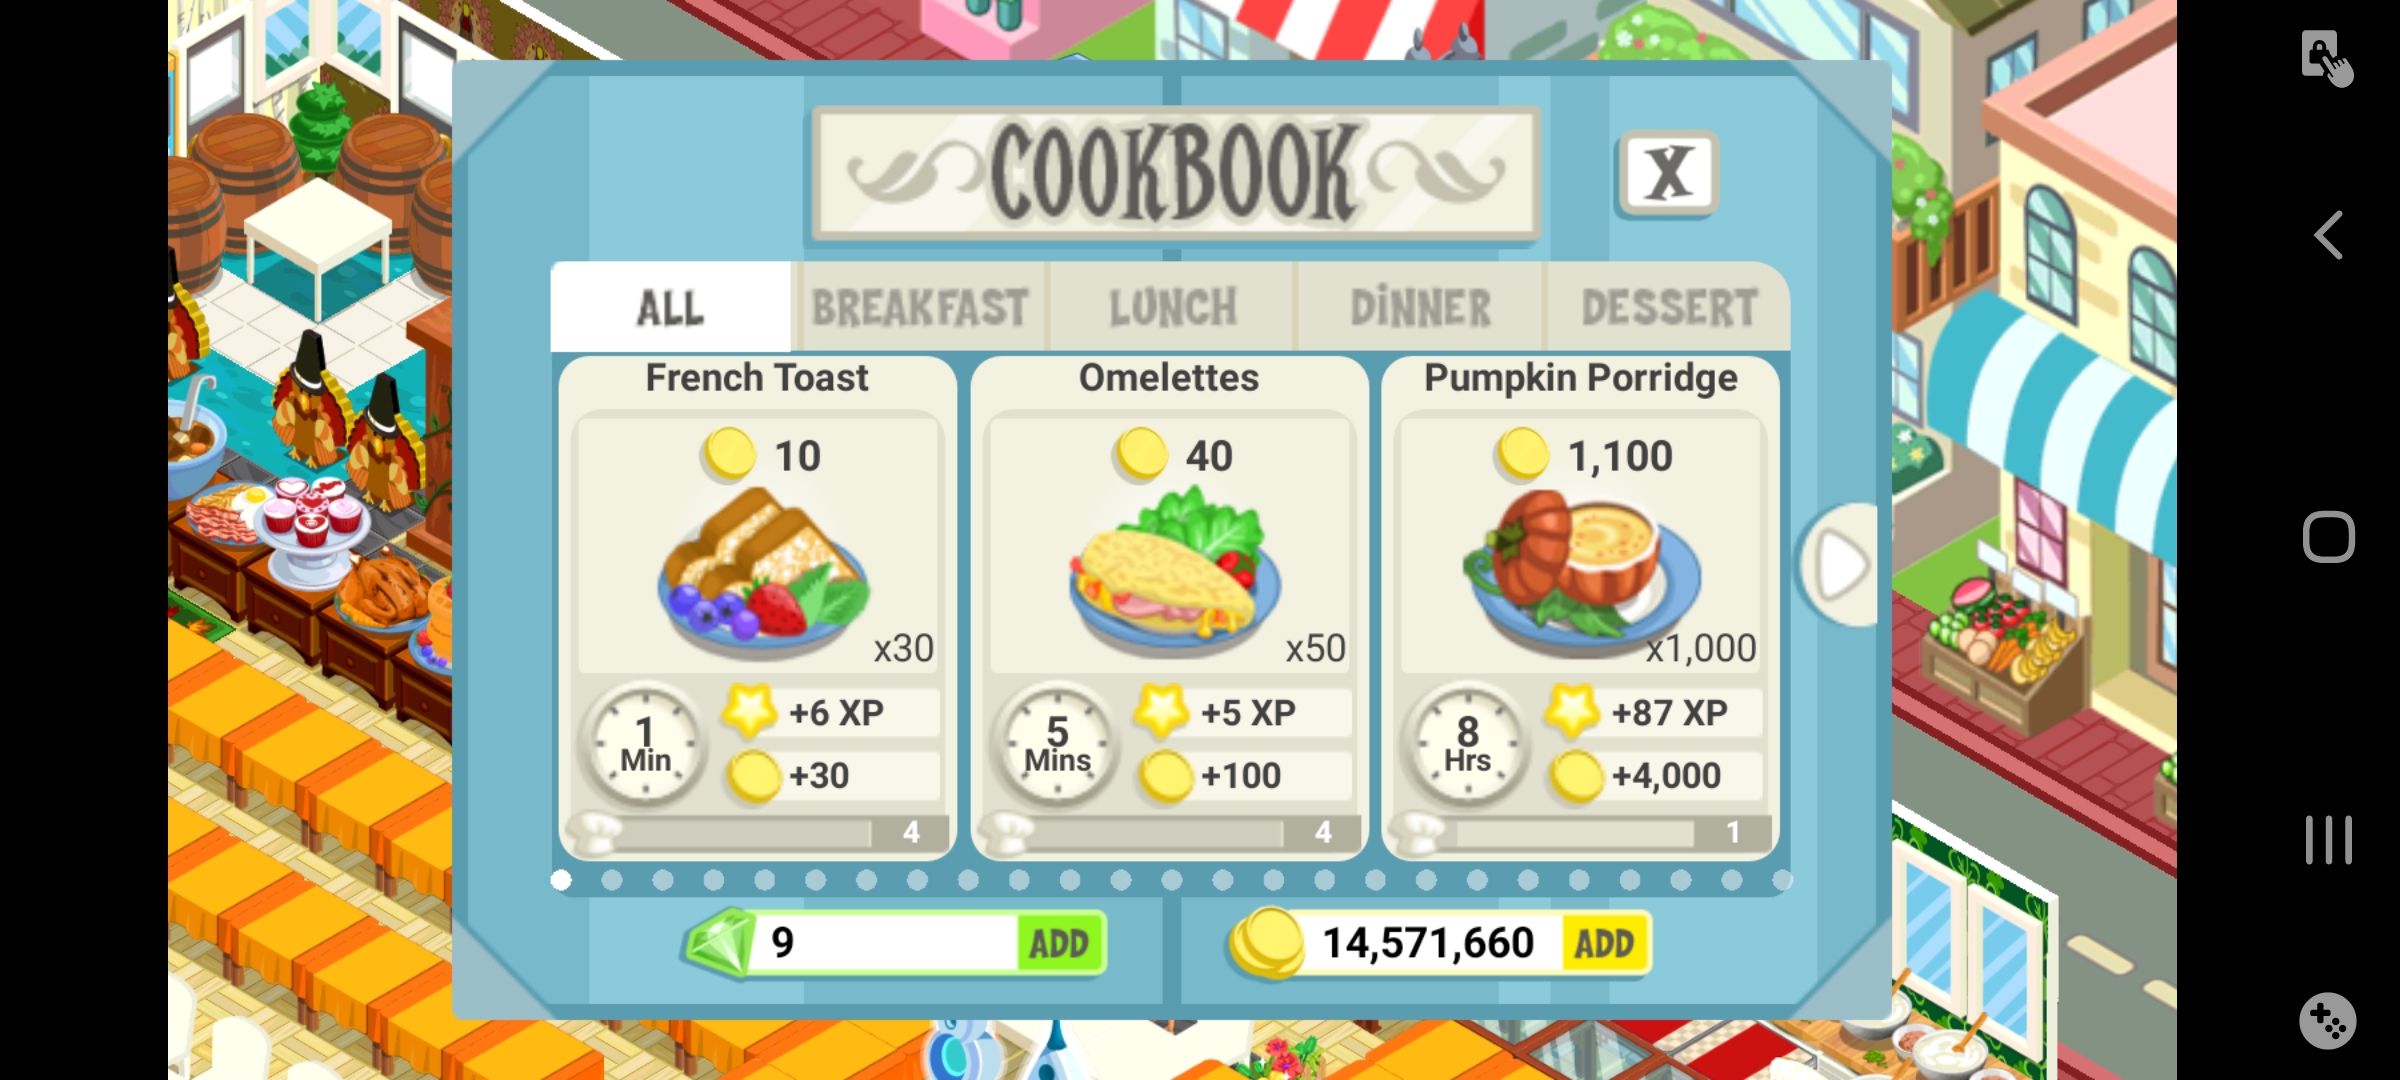 COOKBOOK
X
ALL
BREAKFAST
LUNCH
DINNER
DESSERT
French Toast
10
x30
1
Min
+6 XP
+30
4
Omelettes
40
x50
5
Mins
+5 XP
+100
4
Pumpkin Porridge
1,100
x1,000
8
Hrs
+87 XP
+4,000
1
9
ADD
14,571,660
ADD